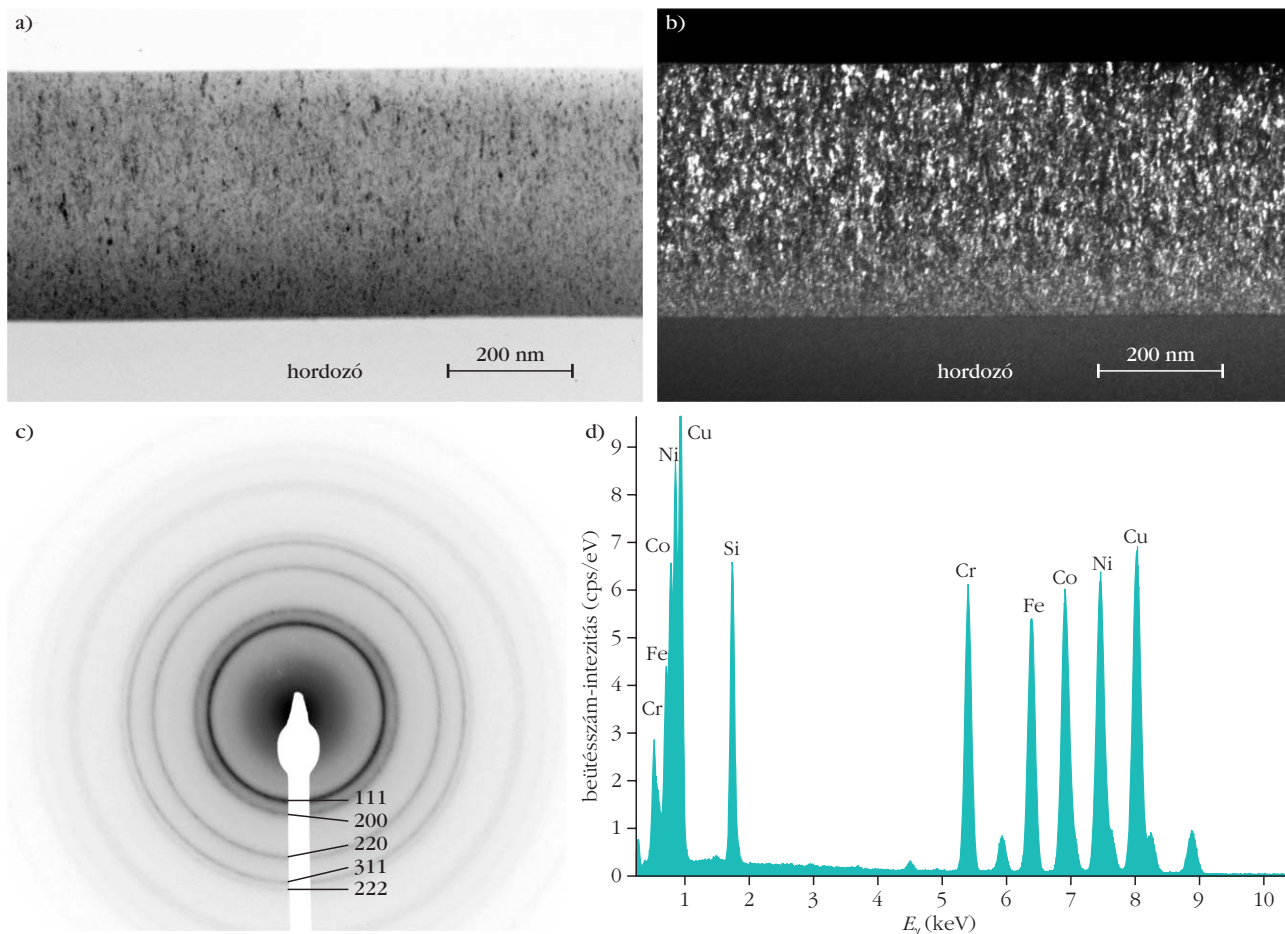 a)
hordozó
200 nm
b)
hordozó
200 nm
c)
111
200
220
311
222
d)
beütésszám-intezitás (cps/eV)
9
8
7
6
5
4
3
2
1
0
Cu
Ni
Co
Si
Fe
Cr
Cr
Fe
Co
Ni
Cu
1 2 3 4 5 6 7 8 9 10
Eᵧ (keV)